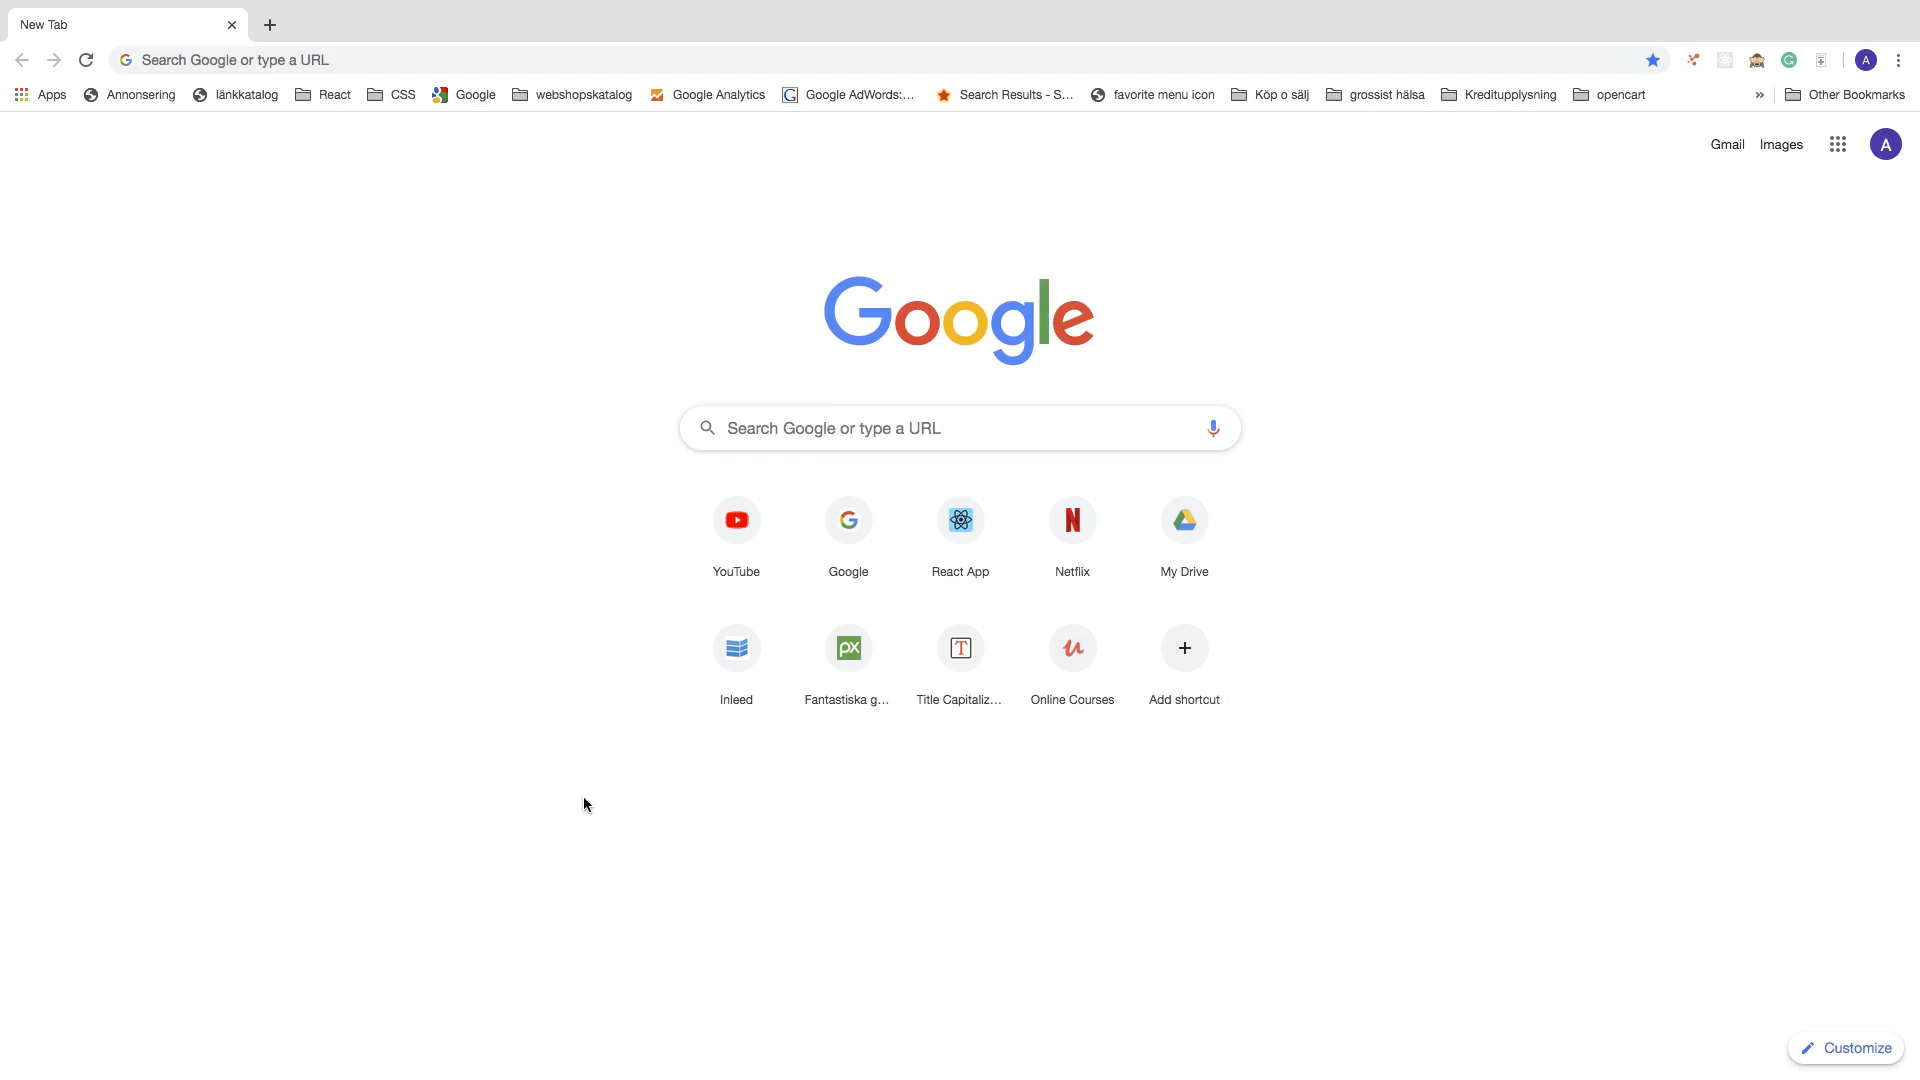 New Tab
Search Google or type a URL
A
Apps Annonsering länkkatalog React CSS Google webshopskatalog Google Analytics Google AdWords:... Search Results - S... favorite menu icon Köp o sälj grossist hälsa Kreditupplysning opencart » Other Bookmarks
Gmail Images A
Google
Search Google or type a URL
YouTube Google React App Netflix My Drive
Inleed Fantastiska g... Title Capitaliz... Online Courses Add shortcut
Customize